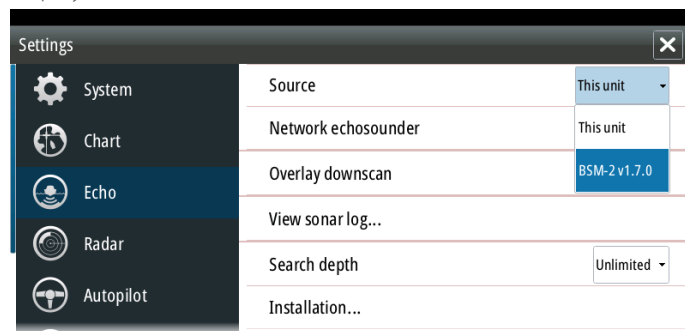 Settings
System
Chart
Echo
Radar
Autopilot
Source
This unit
This unit
BSM-2 v1.7.0
Network echosounder
Overlay downscan
View sonar log...
Search depth
Unlimited
Installation...